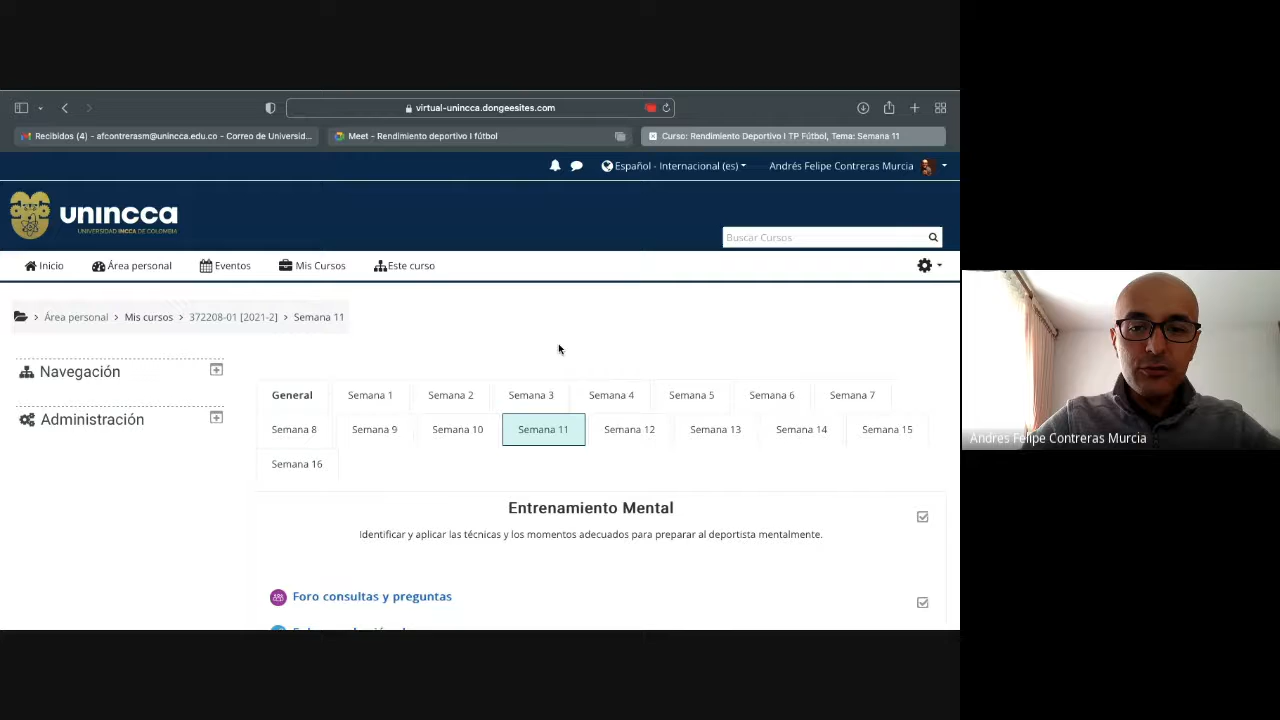 virtual-unincca.dongeesites.com
Recibidos (4) - afcontrerasm@unincca.edu.co - Correo de Universid...
Meet - Rendimiento deportivo I fútbol
Curso: Rendimiento Deportivo I TP Fútbol, Tema: Semana 11
Español - Internacional (es)
Andrés Felipe Contreras Murcia
unincca
UNIVERSIDAD INCCA DE COLOMBIA
Buscar Cursos
Inicio
Área personal
Eventos
Mis Cursos
Este curso
Área personal > Mis cursos > 372208-01 [2021-2] > Semana 11
Navegación
Administración
General
Semana 1
Semana 2
Semana 3
Semana 4
Semana 5
Semana 6
Semana 7
Semana 8
Semana 9
Semana 10
Semana 11
Semana 12
Semana 13
Semana 14
Semana 15
Semana 16
Entrenamiento Mental
Identificar y aplicar las técnicas y los momentos adecuados para preparar al deportista mentalmente.
Foro consultas y preguntas
Andres Felipe Contreras Murcia